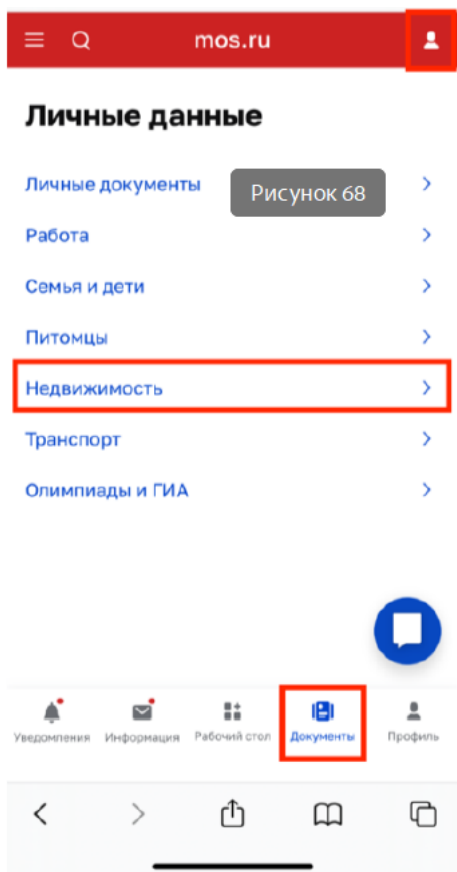 mos.ru
Личные данные
Личные документы
Рисунок 68
Работа
Семья и дети
Питомцы
Недвижимость
Транспорт
Олимпиады и ГИА
Уведомления
Информация
Рабочий стол
Документы
Профиль